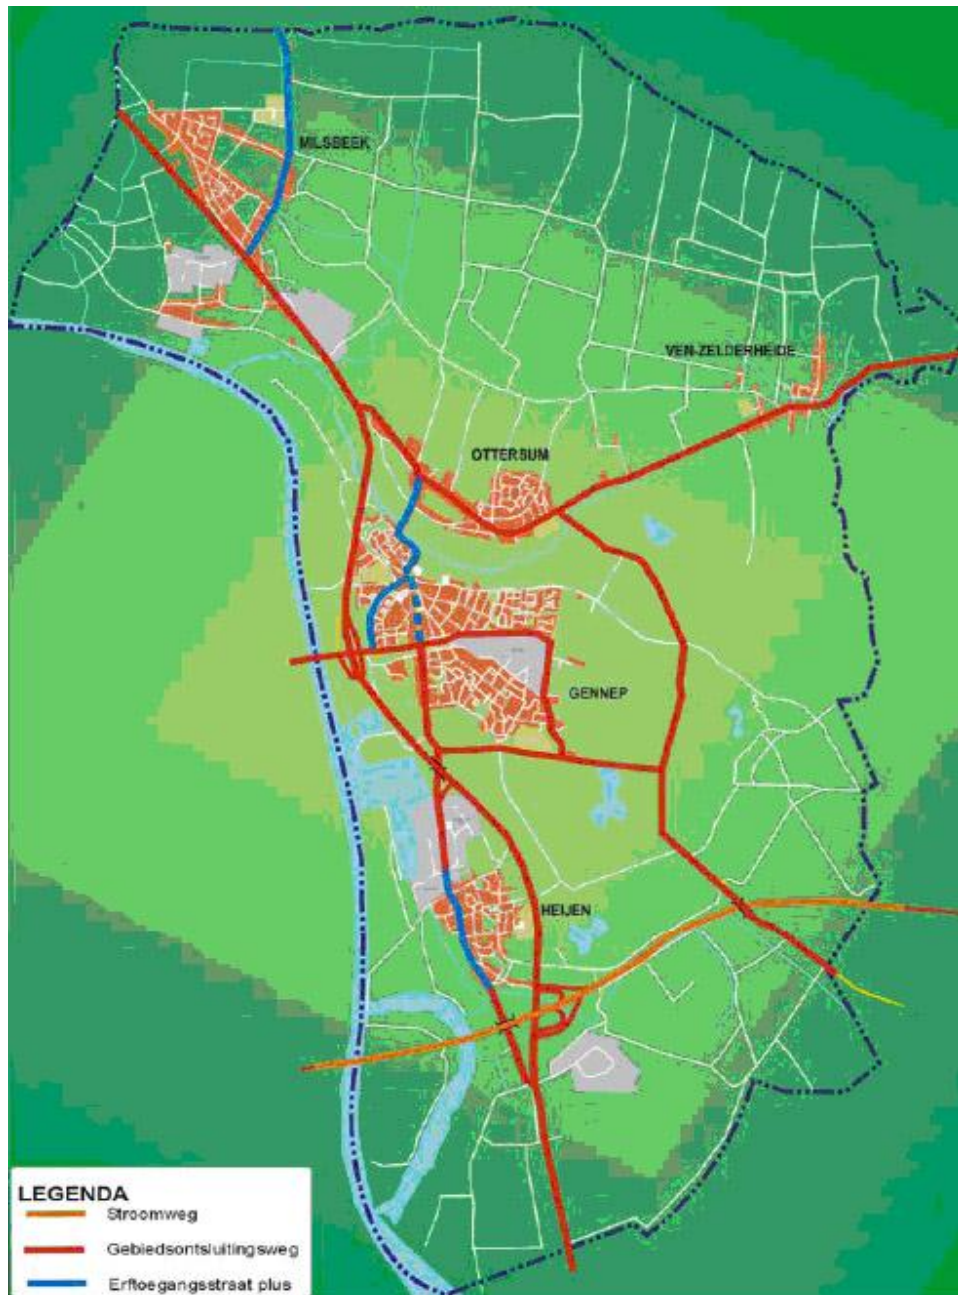 MILSBEEK
VEN-ZELDERHEIDE
OTTERSUM
GENNEP
HEIJEN
LEGENDA
Stroomweg
Gebiedsontsluitingsweg
Erftoegangsstraat plus